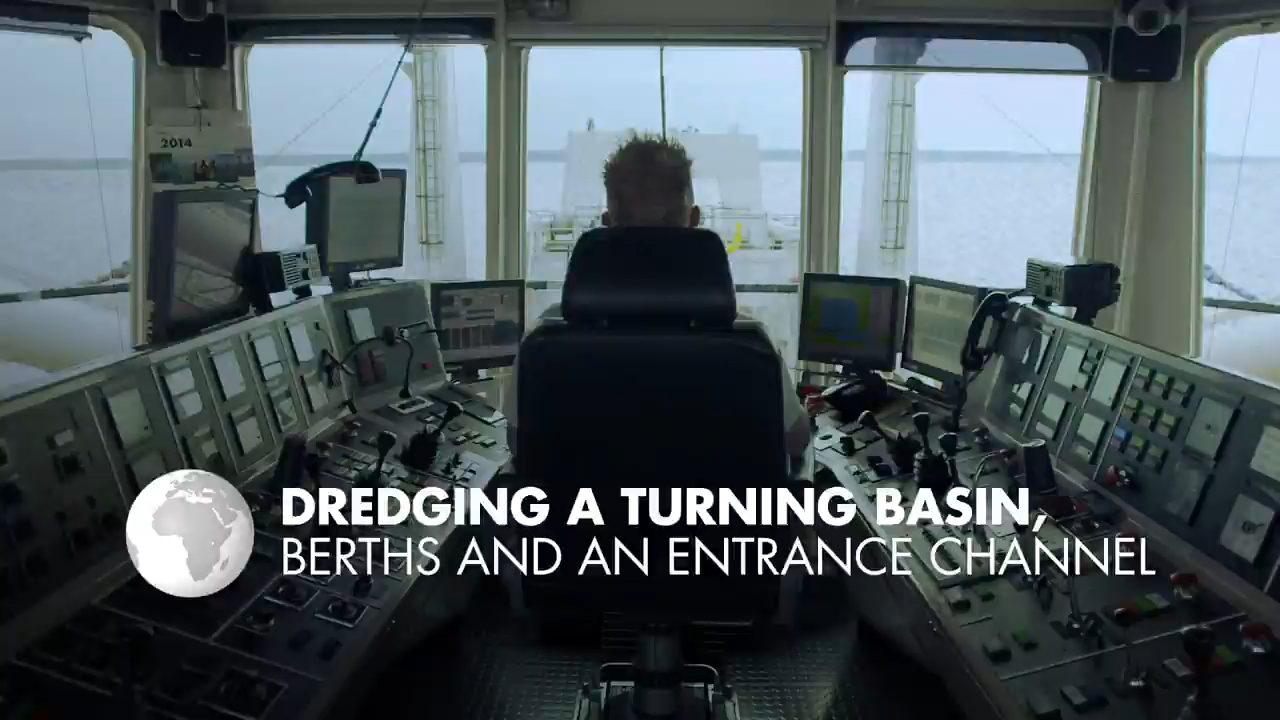 2014
DREDGING A TURNING BASIN,
BERTHS AND AN ENTRANCE CHANNEL